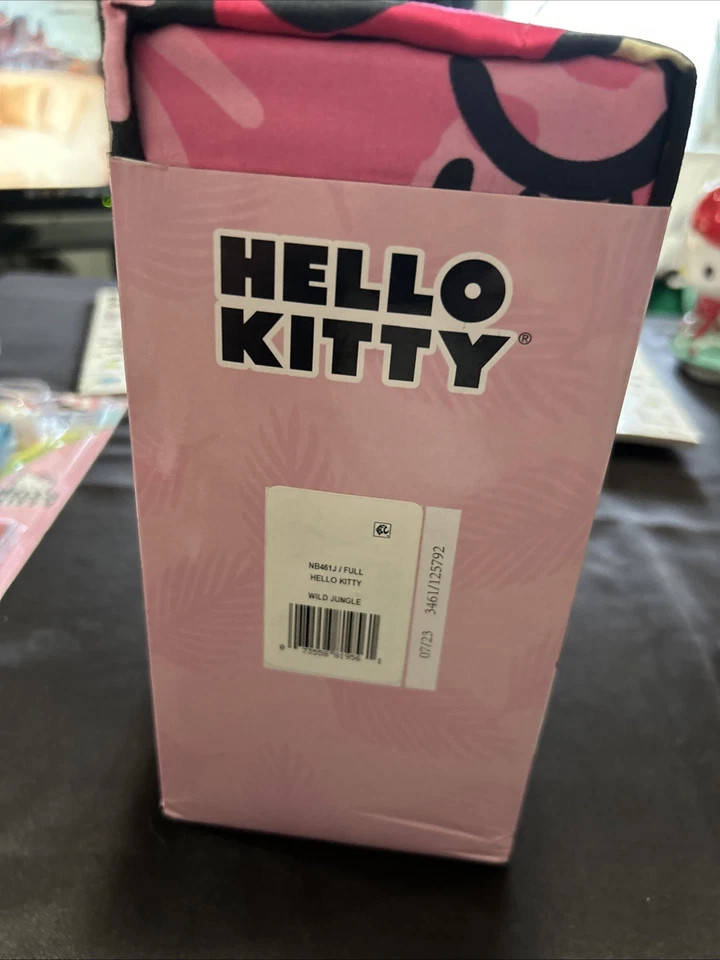 HELLO
KITTY®
NB461J / FULL
HELLO KITTY
WILD JUNGLE
07/23 3461/125792